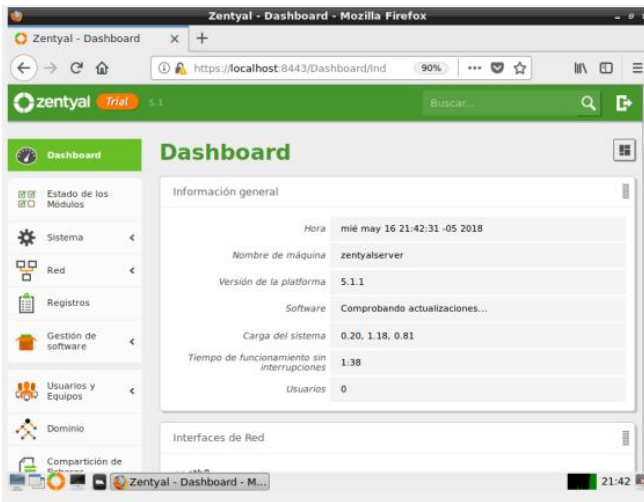 Zentyal - Dashboard - Mozilla Firefox
Zentyal - Dashboard
https://localhost:8443/Dashboard/Ind
90%
zentyal Trial 5.1
Buscar...
Dashboard
Estado de los
Módulos
Sistema
Red
Registros
Gestión de
software
Usuarios y
Equipos
Dominio
Compartición de
Dashboard
Información general
Hora mié may 16 21:42:31 -05 2018
Nombre de máquina zentyalserver
Versión de la plataforma 5.1.1
Software Comprobando actualizaciones...
Carga del sistema 0.20, 1.18, 0.81
Tiempo de funcionamiento sin
interrupciones 1:38
Usuarios 0
Interfaces de Red
Zentyal - Dashboard - M...
21:42